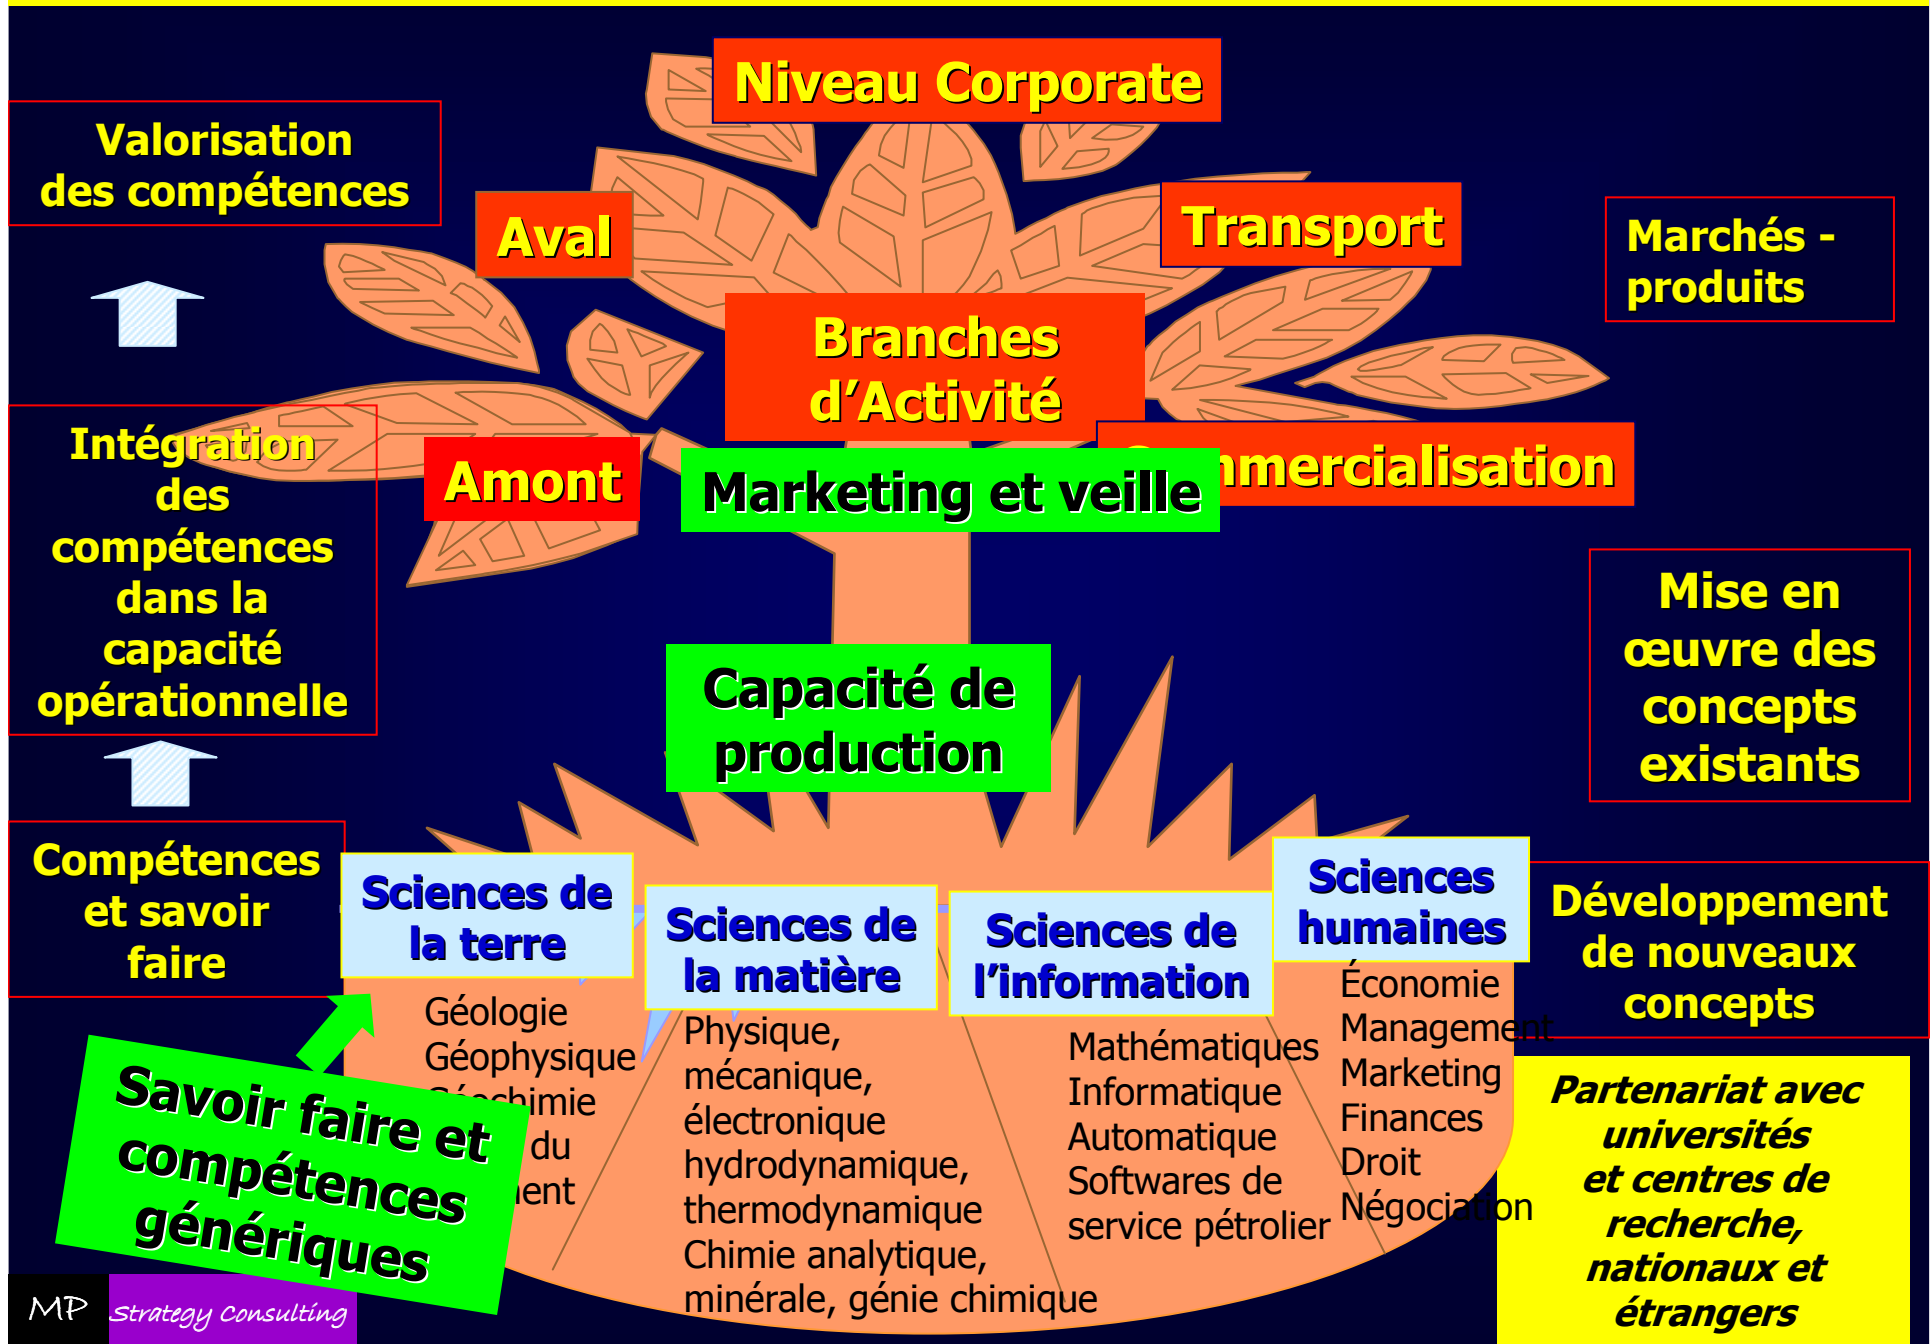 Niveau Corporate
Valorisation
des compétences
Aval
Transport
Marchés -
produits
Branches
d’Activité
Intégration
des
compétences
dans la
capacité
opérationnelle
Amont
Marketing et veille
Mise en
œuvre des
concepts
existants
Capacité de
production
Compétences
et savoir
faire
Sciences de
la terre
Sciences de
la matière
Sciences de
l’information
Sciences
humaines
Développement
de nouveaux
concepts
Géologie
Géophysique
du
Physique,
mécanique,
électronique
hydrodynamique,
thermodynamique
Chimie analytique,
minérale, génie chimique
Mathématiques
Informatique
Automatique
Softwares de
service pétrolier
Économie
Management
Marketing
Finances
Droit
Négociation
Savoir faire et
compétences
génériques
Partenariat avec
universités
et centres de
recherche,
nationaux et
étrangers
MP Strategy Consulting